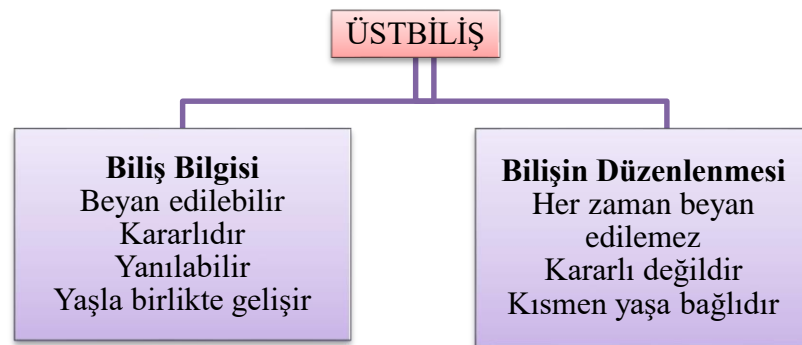 ÜSTBİLİŞ
Biliş Bilgisi
Beyan edilebilir
Kararlıdır
Yanılabilir
Yaşla birlikte gelişir
Bilişin Düzenlenmesi
Her zaman beyan
edilemez
Kararlı değildir
Kısmen yaşa bağlıdır